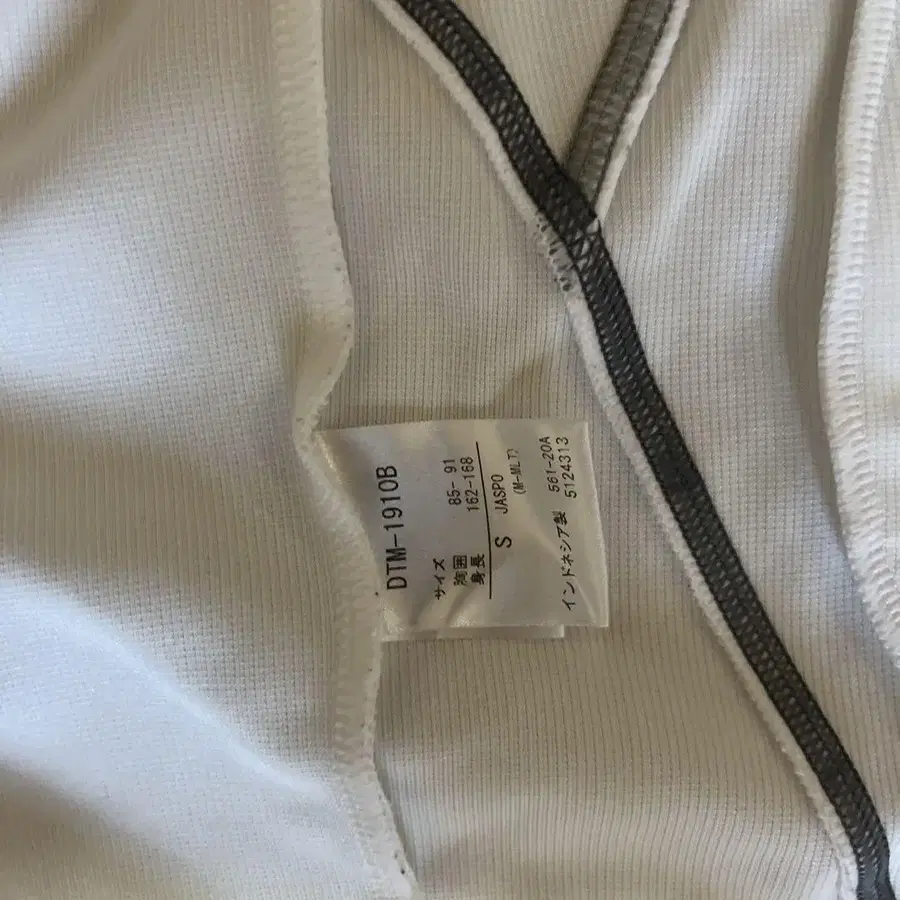 DTM-1910B
サイズ
胸囲 85- 91
身長 162-168
S JASPO
(M-MLT)
インドネシア製 561-20A
5124313